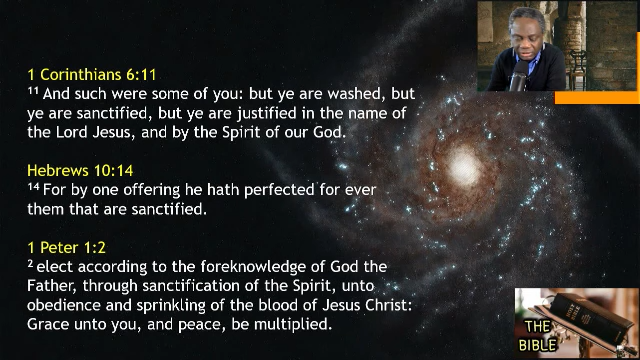 1 Corinthians 6:11
11 And such were some of you: but ye are washed, but
ye are sanctified, but ye are justified in the name of
the Lord Jesus, and by the Spirit of our God.
Hebrews 10:14
14 For by one offering he hath perfected for ever
them that are sanctified.
1 Peter 1:2
2 elect according to the foreknowledge of God the
Father, through sanctification of the Spirit, unto
obedience and sprinkling of the blood of Jesus Christ:
Grace unto you, and peace, be multiplied.
THE
BIBLE
HOLY
BIBLE